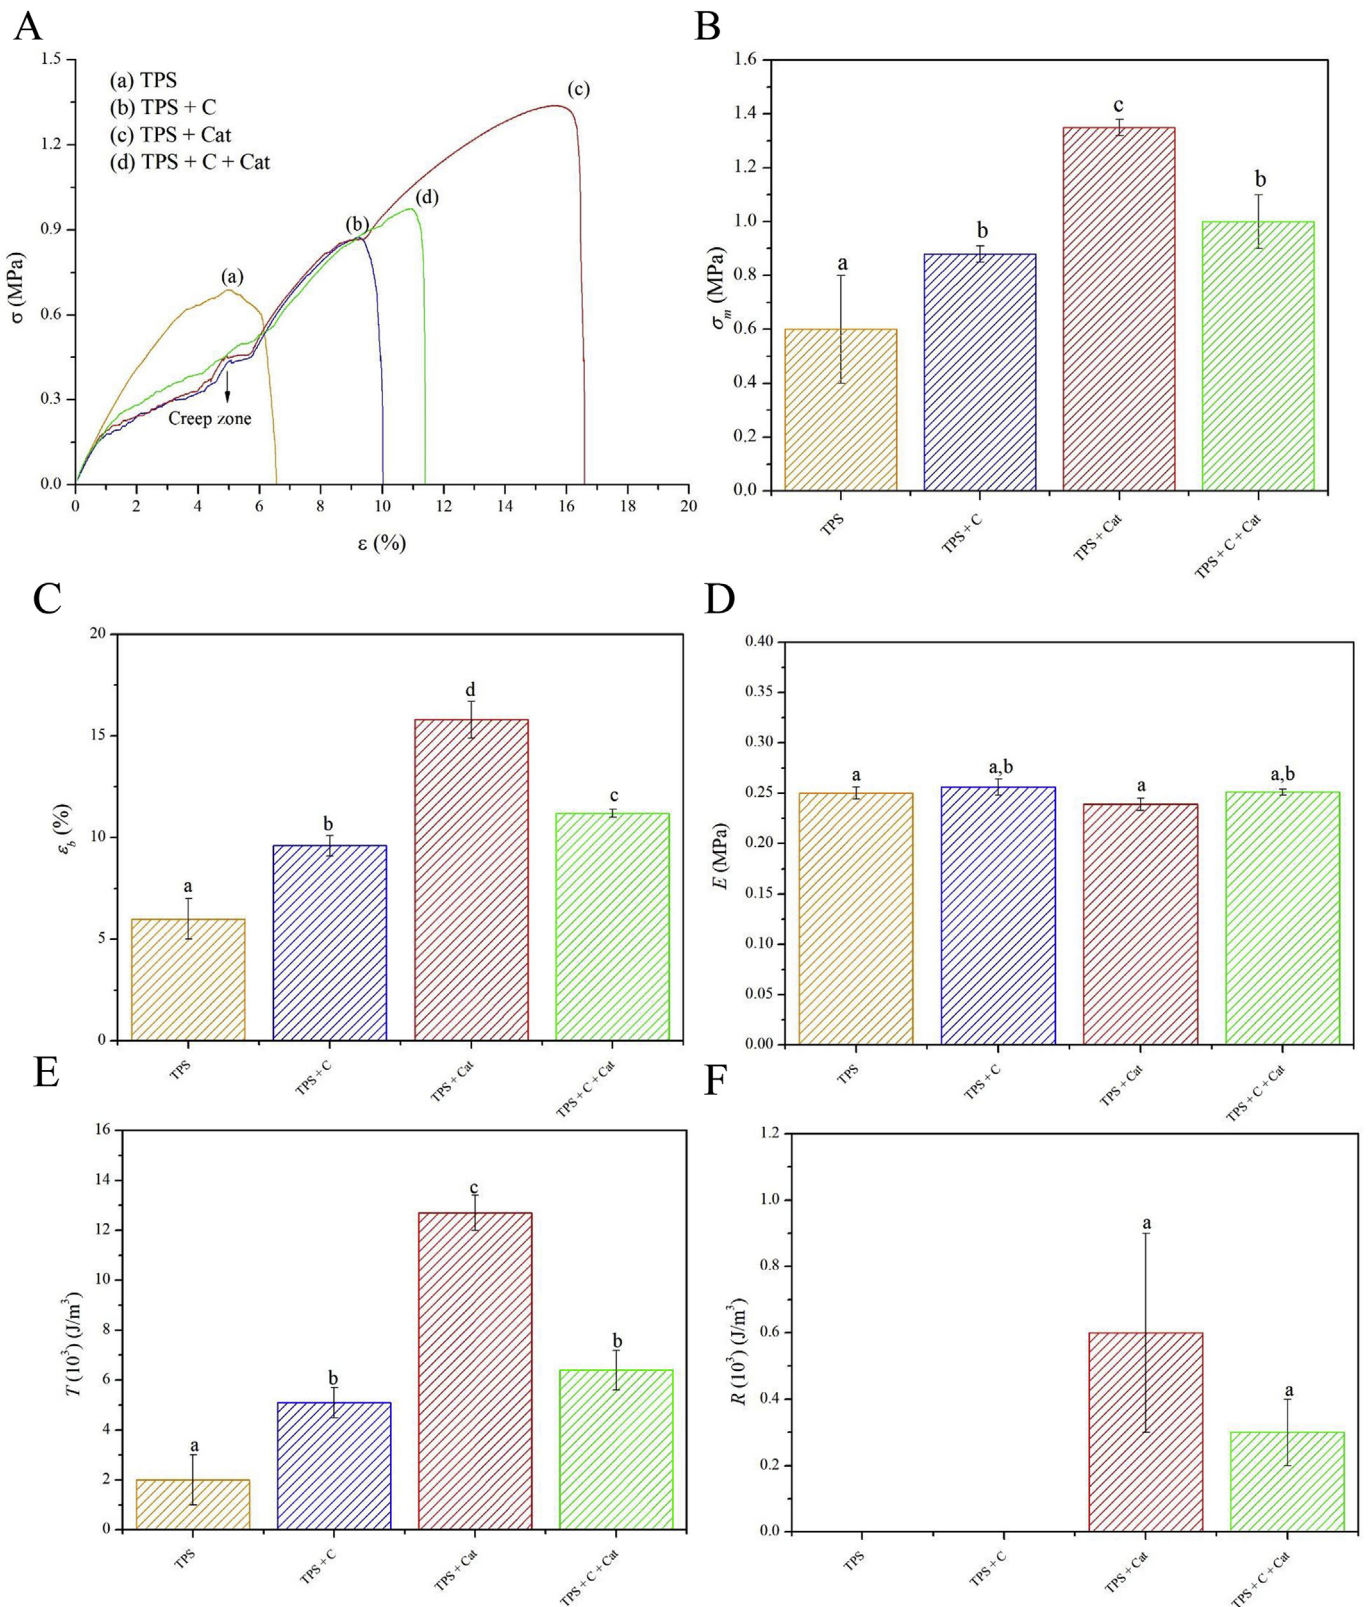 A
1.5
1.2
0.9
0.6
0.3
0.0
σ (MPa)
(a) TPS
(b) TPS + C
(c) TPS + Cat
(d) TPS + C + Cat
(a)
(b)
(c)
(d)
Creep zone
0 2 4 6 8 10 12 14 16 18 20
ε (%)
B
1.6
1.4
1.2
1.0
0.8
0.6
0.4
0.2
0.0
σm (MPa)
a
b
c
b
TPS
TPS + C
TPS + Cat
TPS + C + Cat
C
20
15
10
5
0
εb (%)
a
b
d
c
TPS
TPS + C
TPS + Cat
TPS + C + Cat
D
0.40
0.35
0.30
0.25
0.20
0.15
0.10
0.05
0.00
E (MPa)
a
a,b
a
a,b
TPS
TPS + C
TPS + Cat
TPS + C + Cat
E
16
14
12
10
8
6
4
2
0
T (10³) (J/m³)
a
b
c
b
TPS
TPS + C
TPS + Cat
TPS + C + Cat
F
1.2
1.0
0.8
0.6
0.4
0.2
0.0
R (10³) (J/m³)
a
a
TPS
TPS + C
TPS + Cat
TPS + C + Cat